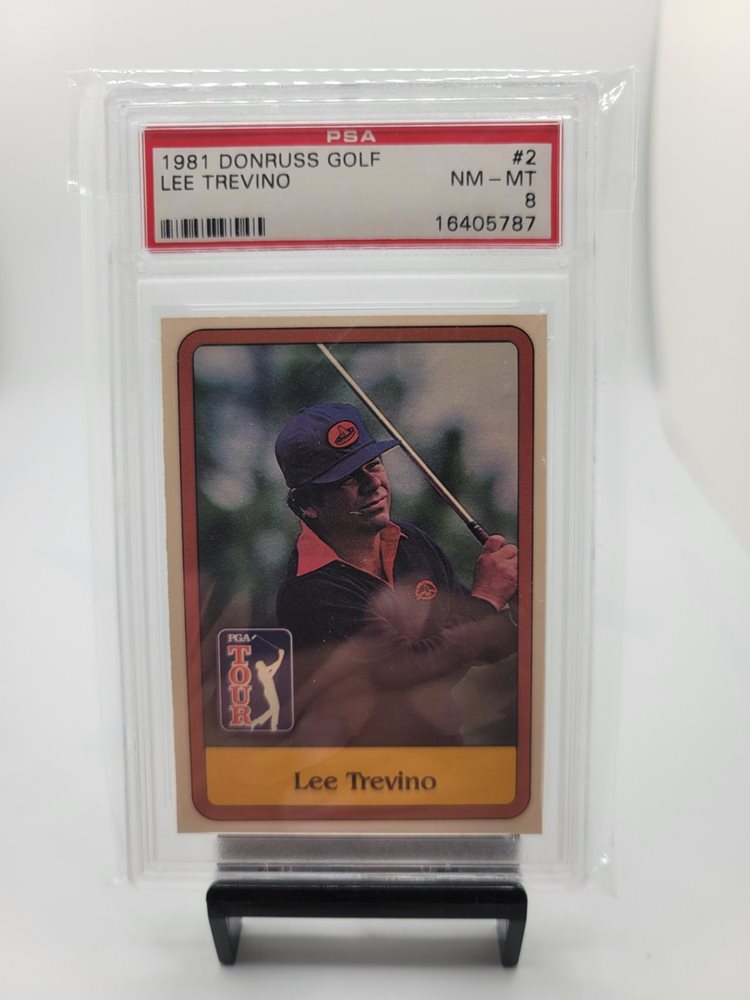 PSA
1981 DONRUSS GOLF #2
LEE TREVINO NM - MT
8
16405787
PGA
TOUR
Lee Trevino